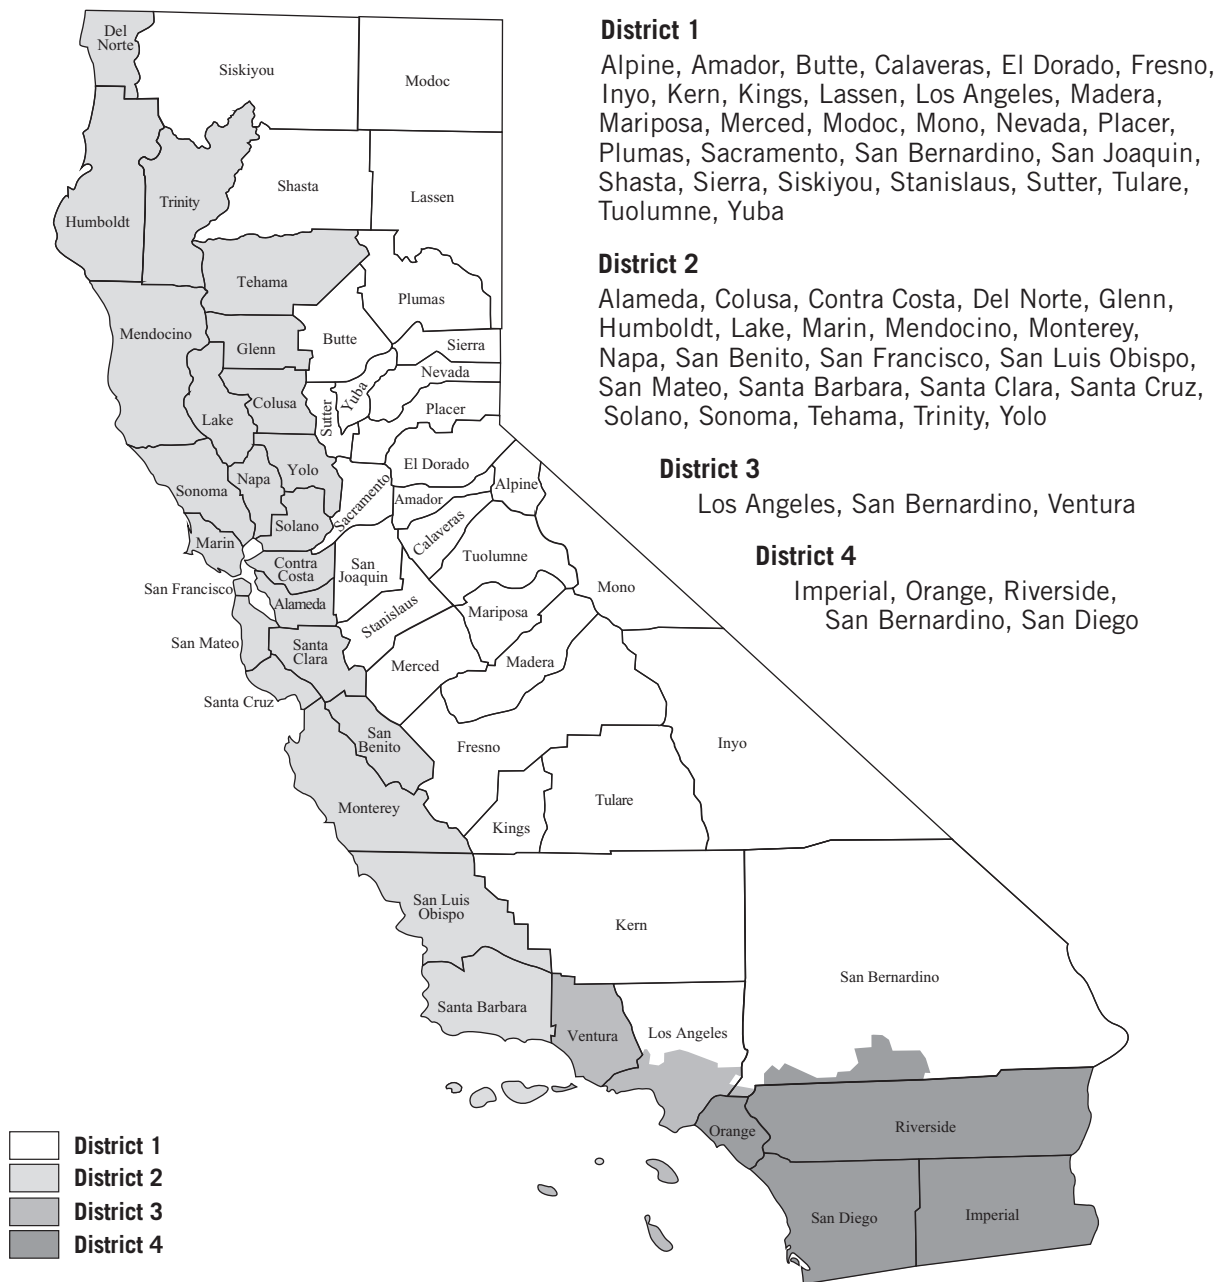 District 1
Alpine, Amador, Butte, Calaveras, El Dorado, Fresno,
Inyo, Kern, Kings, Lassen, Los Angeles, Madera,
Mariposa, Merced, Modoc, Mono, Nevada, Placer,
Plumas, Sacramento, San Bernardino, San Joaquin,
Shasta, Sierra, Siskiyou, Stanislaus, Sutter, Tulare,
Tuolumne, Yuba
District 2
Alameda, Colusa, Contra Costa, Del Norte, Glenn,
Humboldt, Lake, Marin, Mendocino, Monterey,
Napa, San Benito, San Francisco, San Luis Obispo,
San Mateo, Santa Barbara, Santa Clara, Santa Cruz,
Solano, Sonoma, Tehama, Trinity, Yolo
District 3
Los Angeles, San Bernardino, Ventura
District 4
Imperial, Orange, Riverside,
San Bernardino, San Diego
Del
Norte
Siskiyou
Modoc
Shasta
Lassen
Trinity
Humboldt
Tehama
Plumas
Mendocino
Butte
Glenn
Sierra
Nevada
Yuba
Colusa
Sutter
Placer
Lake
El Dorado
Yolo
Napa
Sonoma
Sacramento
Alpine
Amador
Solano
Calaveras
Marin
Tuolumne
Contra
Costa
San
Joaquin
San Francisco
Mono
Alameda
Stanislaus
Mariposa
San Mateo
Santa
Clara
Merced
Madera
Santa Cruz
San
Benito
Fresno
Inyo
Monterey
Tulare
Kings
San Luis
Obispo
Kern
San Bernardino
Santa Barbara
Ventura
Los Angeles
Orange
Riverside
San Diego
Imperial
District 1
District 2
District 3
District 4